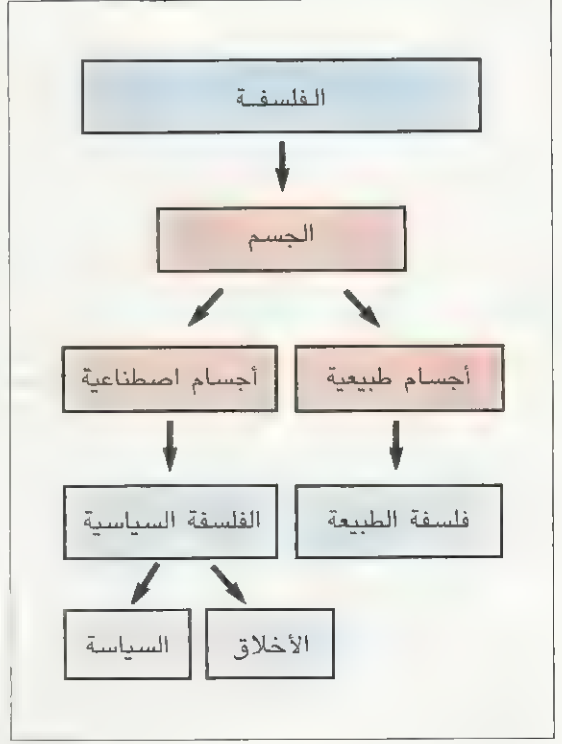 الفلسفة
الجسم
أجسام طبيعية
أجسام اصطناعية
فلسفة الطبيعة
الفلسفة السياسية
الأخلاق
السياسة